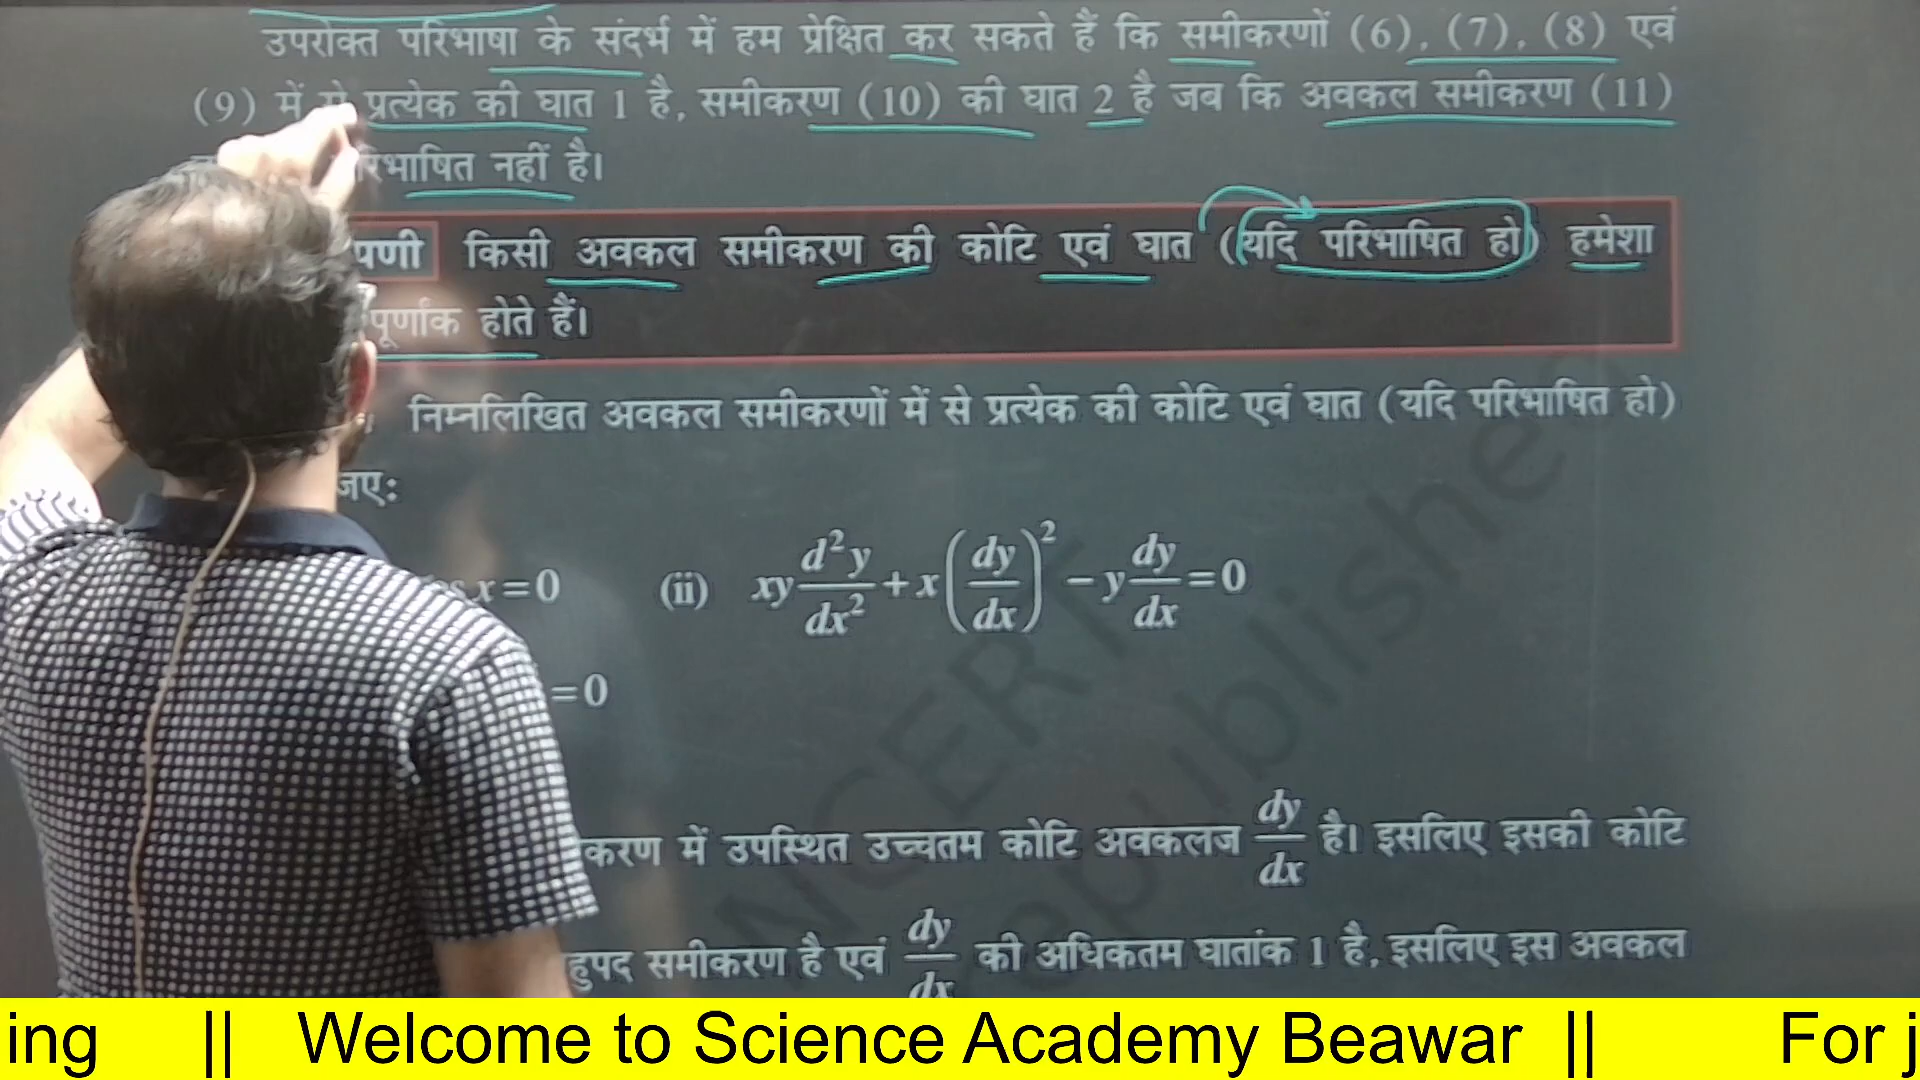 उपरोक्त परिभाषा के संदर्भ में हम प्रेक्षित कर सकते हैं कि समीकरणों (6), (7), (8) एवं
(9) में से प्रत्येक की घात 1 है, समीकरण (10) की घात 2 है जब कि अवकल समीकरण (11)
रिभाषित नहीं है।
पणी किसी अवकल समीकरण की कोटि एवं घात (यदि परिभाषित हो) हमेशा
पूर्णांक होते हैं।
निम्नलिखित अवकल समीकरणों में से प्रत्येक की कोटि एवं घात (यदि परिभाषित हो)
जिए:
x=0 (ii) xy d²y/dx² + x(dy/dx)² − y dy/dx = 0
=0
करण में उपस्थित उच्चतम कोटि अवकलज dy/dx है। इसलिए इसकी कोटि
हुपद समीकरण है एवं dy/dx की अधिकतम घातांक 1 है, इसलिए इस अवकल
NCERT
republished
ing || Welcome to Science Academy Beawar || For j